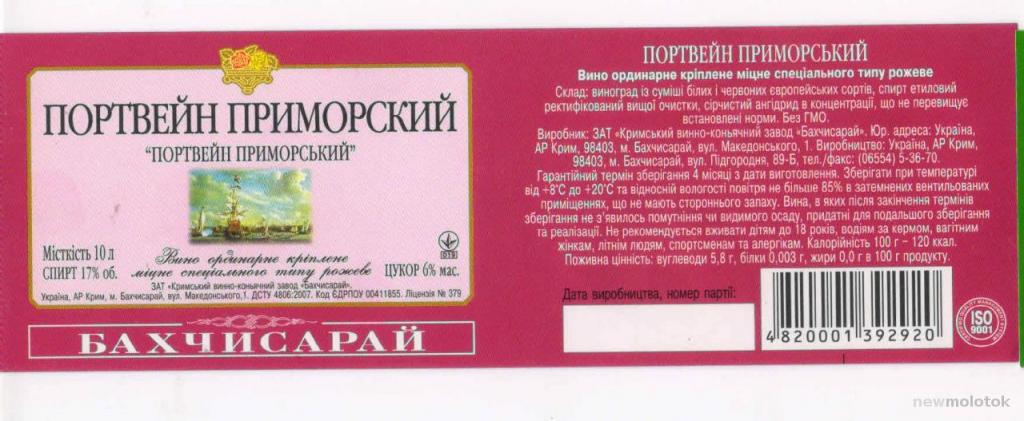 ПОРТВЕЙН ПРИМОРСКИЙ
"ПОРТВЕЙН ПРИМОРСЬКИЙ"
Місткість 10 л
СПИРТ 17% об.
Вино ординарне кріплене
міцне спеціального типу рожеве
ЦУКОР 6% мас.
ЗАТ «Кримський винно-коньячний завод «Бахчисарай».
Україна, АР Крим, м. Бахчисарай, вул. Македонського,1. ДСТУ 4806:2007. Код ЄДРПОУ 00411855. Ліцензія № 379
БАХЧИСАРАЙ
ПОРТВЕЙН ПРИМОРСЬКИЙ
Вино ординарне кріплене міцне спеціального типу рожеве
Склад: виноград із суміші білих і червоних європейських сортів, спирт етиловий
ректифікований вищої очистки, сірчистий ангідрид в концентрації, що не перевищує
встановлені норми. Без ГМО.
Виробник: ЗАТ «Кримський винно-коньячний завод «Бахчисарай». Юр. адреса: Україна,
АР Крим, 98403, м. Бахчисарай, вул. Македонського, 1. Виробництво: Україна, АР Крим,
98403, м. Бахчисарай, вул. Підгородня, 89-Б, тел./факс: (06554) 5-36-70.
Гарантійний термін зберігання 4 місяці з дати виготовлення. Зберігати при температурі
від +8°С до +20°С та відносній вологості повітря не більше 85% в затемнених вентильованих
приміщеннях, що не мають стороннього запаху. Вина, в яких після закінчення термінів
зберігання не з'явилось помутніння чи видимого осаду, придатні для подальшого зберігання
та реалізації. Не рекомендується вживати дітям до 18 років, водіям за кермом, вагітним
жінкам, літнім людям, спортсменам та алергікам. Калорійність 100 г – 120 ккал.
Поживна цінність: вуглеводи 5,8 г, білки 0,003 г, жири 0,0 г в 100 г продукту.
Дата виробництва, номер партії:
4 820001 392920
ISO
9001
newmolotok